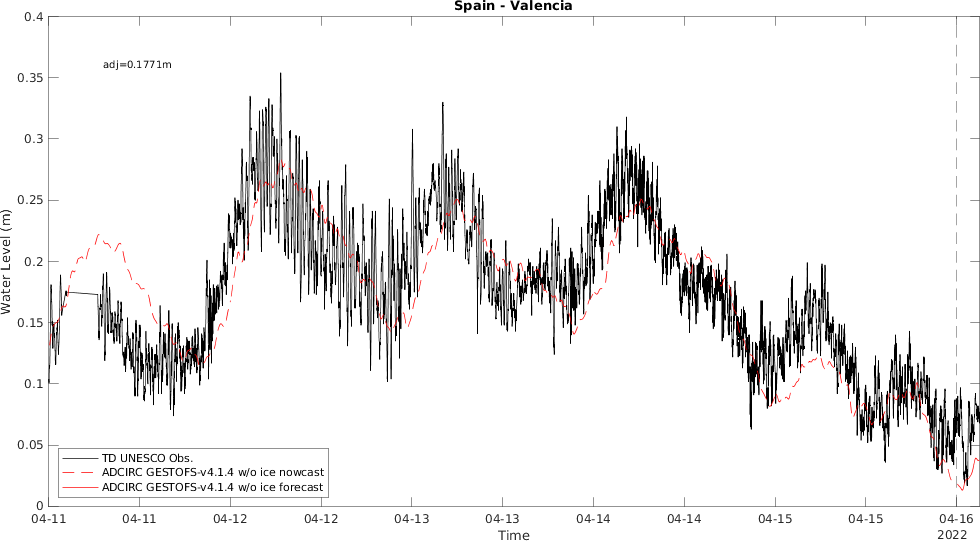 Spain - Valencia
adj=0.1771m
Water Level (m)
0.4
0.35
0.3
0.25
0.2
0.15
0.1
0.05
0
TD UNESCO Obs.
ADCIRC GESTOFS-v4.1.4 w/o ice nowcast
ADCIRC GESTOFS-v4.1.4 w/o ice forecast
04-11 04-11 04-12 04-12 04-13 04-13 04-14 04-14 04-15 04-15 04-16
2022
Time